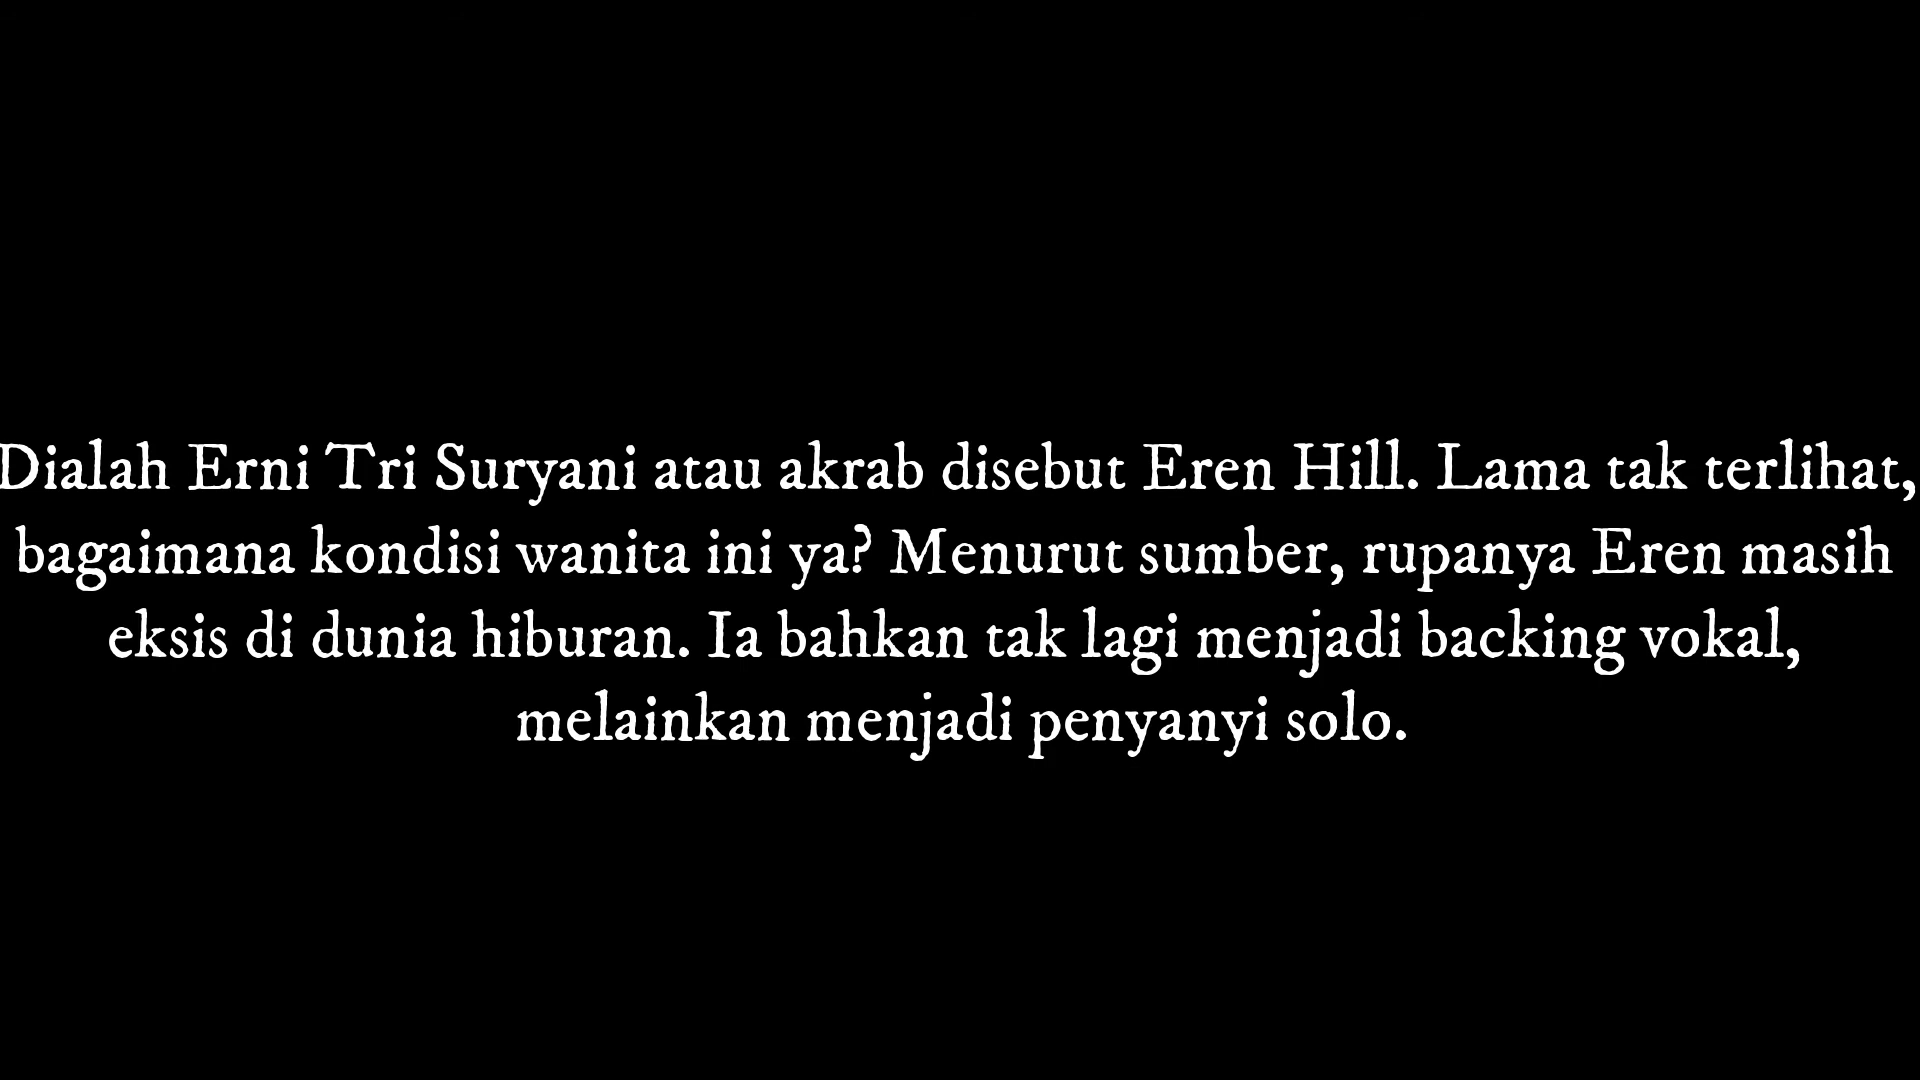 Dialah Erni Tri Suryani atau akrab disebut Eren Hill. Lama tak terlihat,
bagaimana kondisi wanita ini ya? Menurut sumber, rupanya Eren masih
eksis di dunia hiburan. Ia bahkan tak lagi menjadi backing vokal,
melainkan menjadi penyanyi solo.